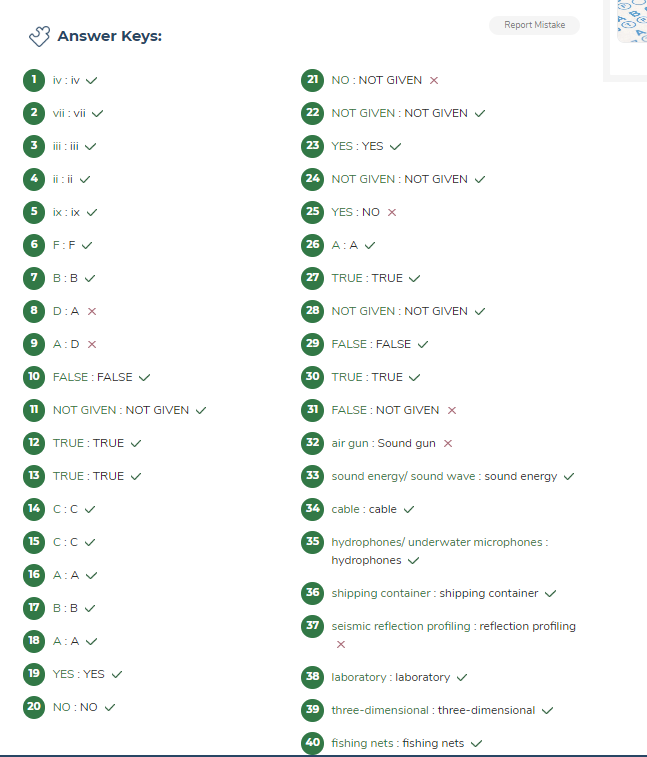 Report Mistake
Answer Keys:
1 iv : iv ✓
2 vii : vii ✓
3 iii : iii ✓
4 ii : ii ✓
5 ix : ix ✓
6 F : F ✓
7 B : B ✓
8 D : A ✗
9 A : D ✗
10 FALSE : FALSE ✓
11 NOT GIVEN : NOT GIVEN ✓
12 TRUE : TRUE ✓
13 TRUE : TRUE ✓
14 C : C ✓
15 C : C ✓
16 A : A ✓
17 B : B ✓
18 A : A ✓
19 YES : YES ✓
20 NO : NO ✓
21 NO : NOT GIVEN ✗
22 NOT GIVEN : NOT GIVEN ✓
23 YES : YES ✓
24 NOT GIVEN : NOT GIVEN ✓
25 YES : NO ✗
26 A : A ✓
27 TRUE : TRUE ✓
28 NOT GIVEN : NOT GIVEN ✓
29 FALSE : FALSE ✓
30 TRUE : TRUE ✓
31 FALSE : NOT GIVEN ✗
32 air gun : Sound gun ✗
33 sound energy/ sound wave : sound energy ✓
34 cable : cable ✓
35 hydrophones/ underwater microphones :
hydrophones ✓
36 shipping container : shipping container ✓
37 seismic reflection profiling : reflection profiling
✗
38 laboratory : laboratory ✓
39 three-dimensional : three-dimensional ✓
40 fishing nets : fishing nets ✓